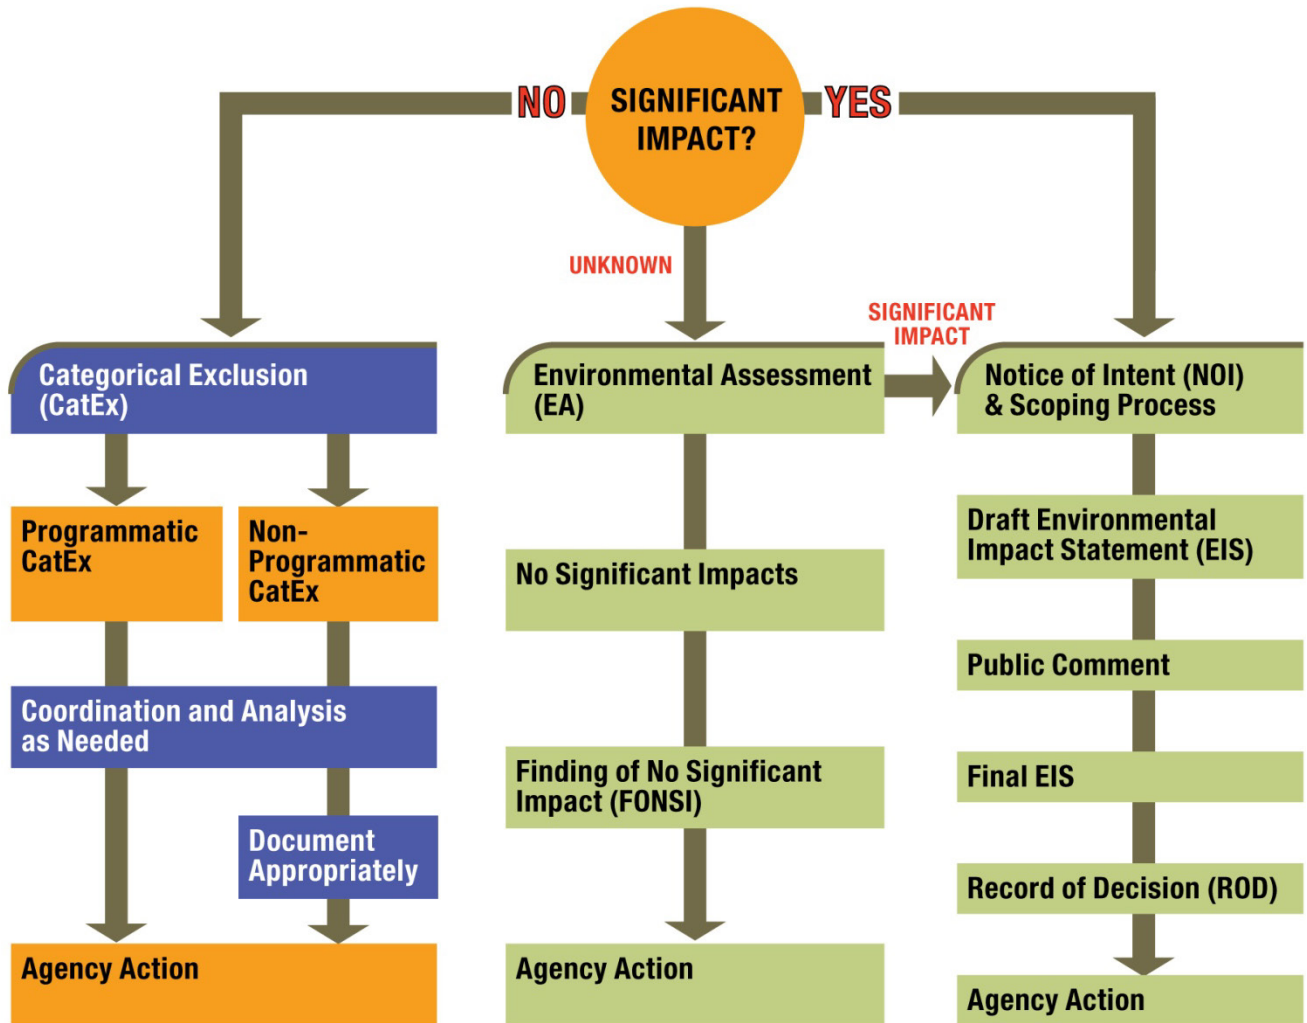 NO
SIGNIFICANT
IMPACT?
YES
UNKNOWN
SIGNIFICANT
IMPACT
Categorical Exclusion
(CatEx)
Programmatic
CatEx
Non-
Programmatic
CatEx
Coordination and Analysis
as Needed
Document
Appropriately
Agency Action
Environmental Assessment
(EA)
No Significant Impacts
Finding of No Significant
Impact (FONSI)
Agency Action
Notice of Intent (NOI)
& Scoping Process
Draft Environmental
Impact Statement (EIS)
Public Comment
Final EIS
Record of Decision (ROD)
Agency Action